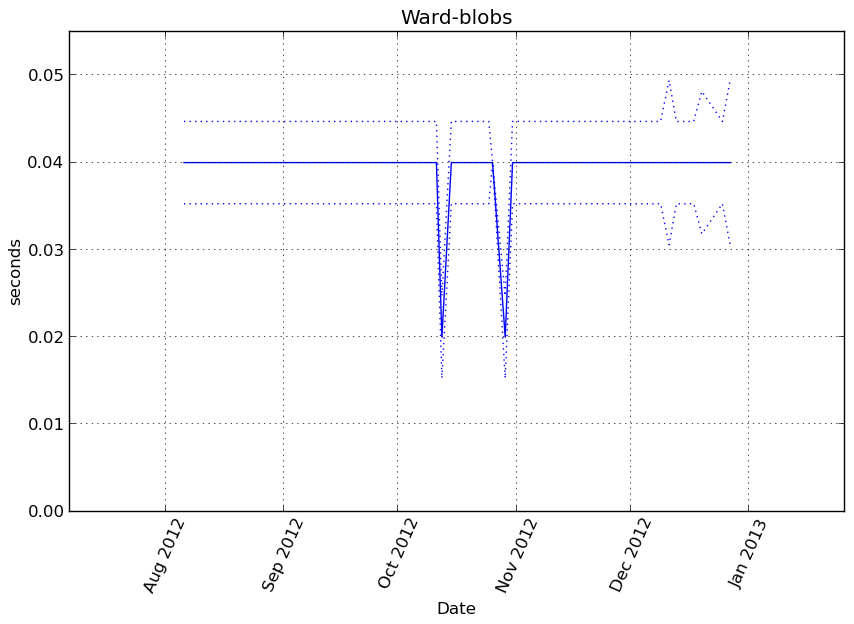 Ward-blobs
0.05
0.04
0.03
0.02
0.01
0.00
seconds
Aug 2012
Sep 2012
Oct 2012
Nov 2012
Dec 2012
Jan 2013
Date